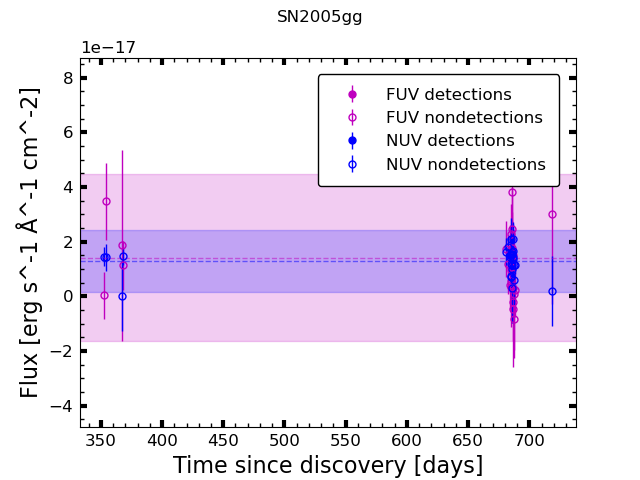 SN2005gg
1e−17
FUV detections
FUV nondetections
NUV detections
NUV nondetections
8
6
4
2
0
−2
−4
Flux [erg s^-1 Å^-1 cm^-2]
350 400 450 500 550 600 650 700
Time since discovery [days]